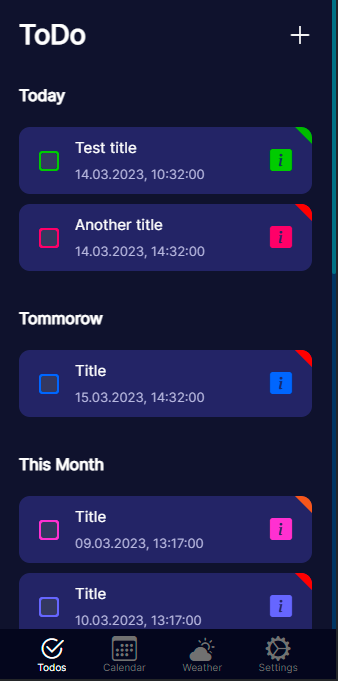 ToDo
Today
Test title
14.03.2023, 10:32:00
i
Another title
14.03.2023, 14:32:00
i
Tommorow
Title
15.03.2023, 14:32:00
i
This Month
Title
09.03.2023, 13:17:00
i
Title
10.03.2023, 13:17:00
i
Todos Calendar Weather Settings